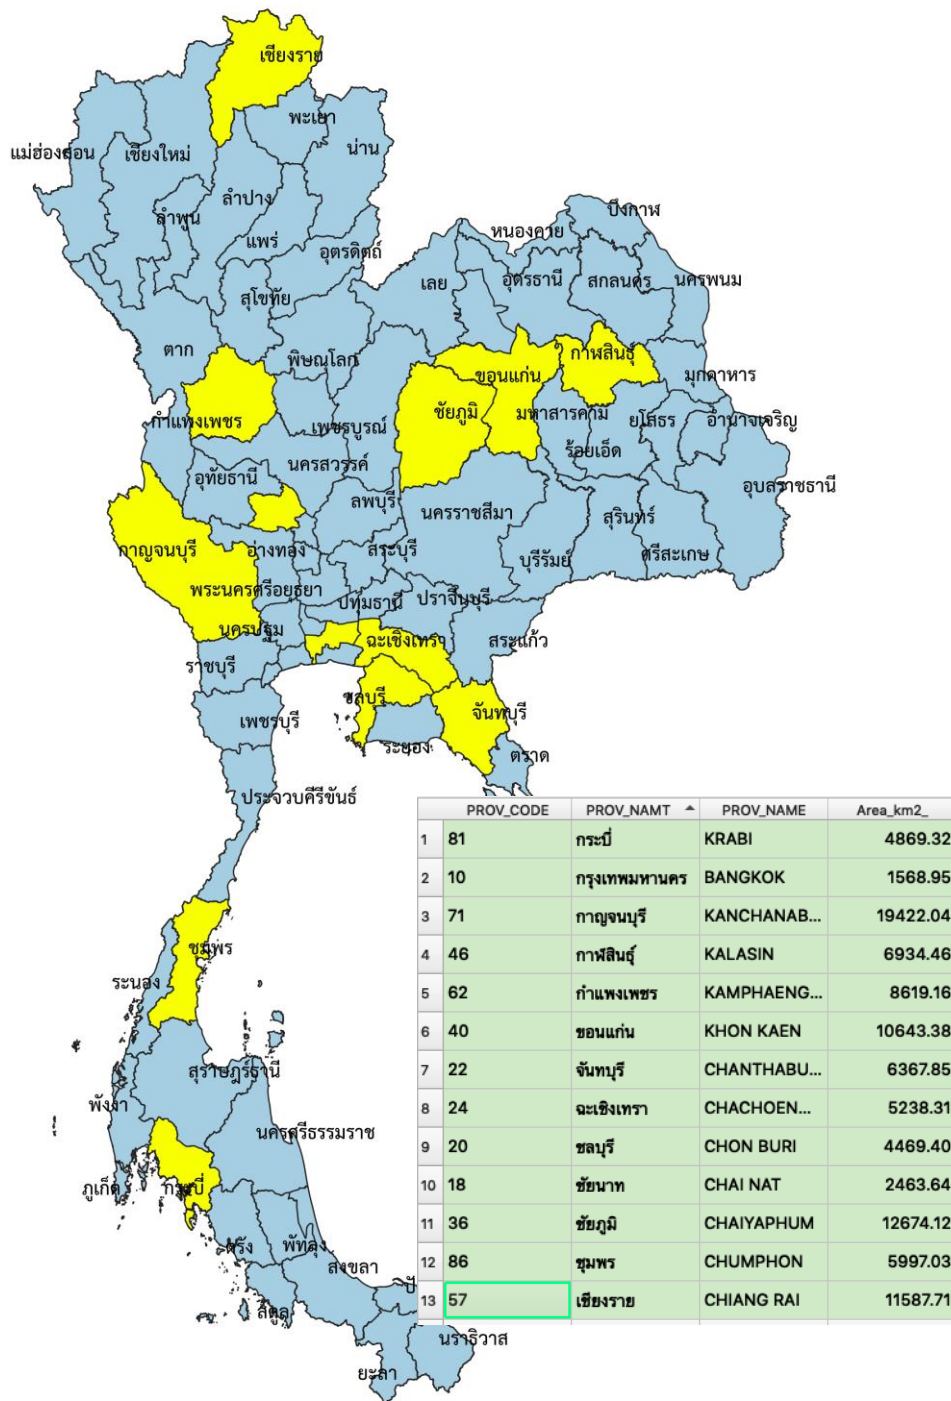 เชียงราย
พะเยา
น่าน
แม่ฮ่องสอน
เชียงใหม่
ลำปาง
ลำพูน
แพร่
อุตรดิตถ์
บึงกาฬ
หนองคาย
เลย
อุดรธานี
สกลนคร
นครพนม
สุโขทัย
ตาก
พิษณุโลก
ขอนแก่น
กาฬสินธุ์
มุกดาหาร
กำแพงเพชร
เพชรบูรณ์
ชัยภูมิ
มหาสารคาม
ยโสธร
อำนาจเจริญ
ร้อยเอ็ด
นครสวรรค์
อุทัยธานี
ลพบุรี
นครราชสีมา
สุรินทร์
อุบลราชธานี
กาญจนบุรี
อ่างทอง
สระบุรี
บุรีรัมย์
ศรีสะเกษ
พระนครศรีอยุธยา
ปทุมธานี
ปราจีนบุรี
นครปฐม
ฉะเชิงเทรา
สระแก้ว
ราชบุรี
ชลบุรี
จันทบุรี
เพชรบุรี
ระยอง
ตราด
ประจวบคีรีขันธ์
ชุมพร
ระนอง
สุราษฎร์ธานี
พังงา
นครศรีธรรมราช
ภูเก็ต
กระบี่
ตรัง
พัทลุง
สงขลา
สตูล
นราธิวาส
ยะลา
PROV_CODE PROV_NAMT PROV_NAME Area_km2_
1 81 กระบี่ KRABI 4869.32
2 10 กรุงเทพมหานคร BANGKOK 1568.95
3 71 กาญจนบุรี KANCHANAB... 19422.04
4 46 กาฬสินธุ์ KALASIN 6934.46
5 62 กำแพงเพชร KAMPHAENG... 8619.16
6 40 ขอนแก่น KHON KAEN 10643.38
7 22 จันทบุรี CHANTHABU... 6367.85
8 24 ฉะเชิงเทรา CHACHOEN... 5238.31
9 20 ชลบุรี CHON BURI 4469.40
10 18 ชัยนาท CHAI NAT 2463.64
11 36 ชัยภูมิ CHAIYAPHUM 12674.12
12 86 ชุมพร CHUMPHON 5997.03
13 57 เชียงราย CHIANG RAI 11587.71